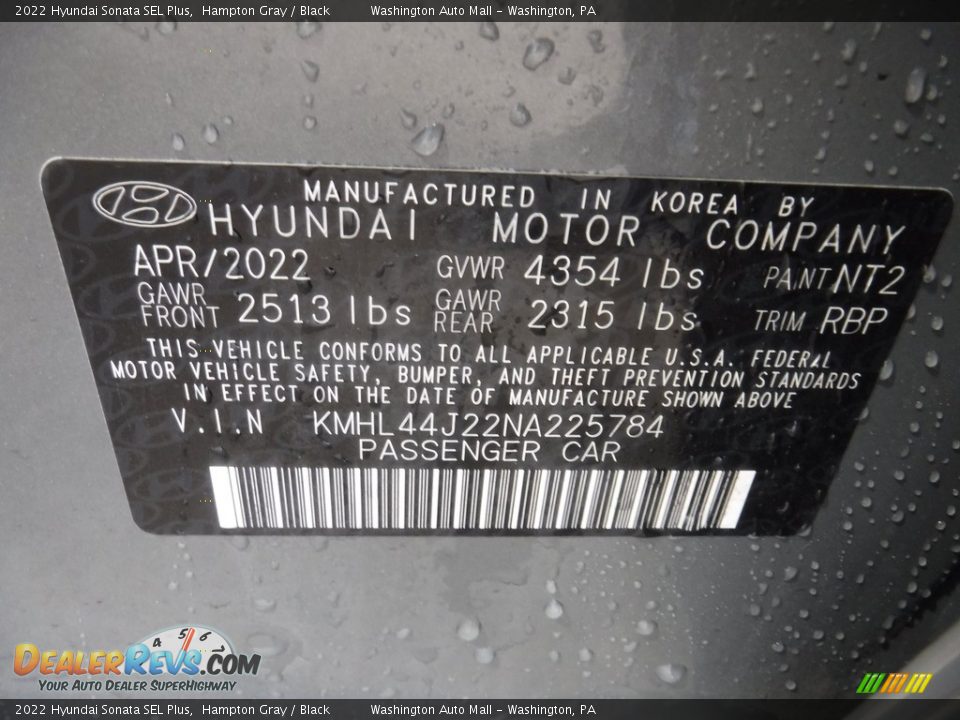 2022 Hyundai Sonata SEL Plus,  Hampton Gray / Black  Washington Auto Mall - Washington, PA
MANUFACTURED IN KOREA BY
HYUNDAI MOTOR COMPANY
APR/2022 GVWR 4354 lbs PAINT NT2
GAWR FRONT 2513 lbs GAWR REAR 2315 lbs TRIM RBP
THIS VEHICLE CONFORMS TO ALL APPLICABLE U.S.A. FEDERAL
MOTOR VEHICLE SAFETY, BUMPER, AND THEFT PREVENTION STANDARDS
IN EFFECT ON THE DATE OF MANUFACTURE SHOWN ABOVE
V.I.N KMHL44J22NA225784
PASSENGER CAR
4 5 6
DEALERREVS.COM
YOUR AUTO DEALER SUPERHIGHWAY
2022 Hyundai Sonata SEL Plus,  Hampton Gray / Black  Washington Auto Mall - Washington, PA